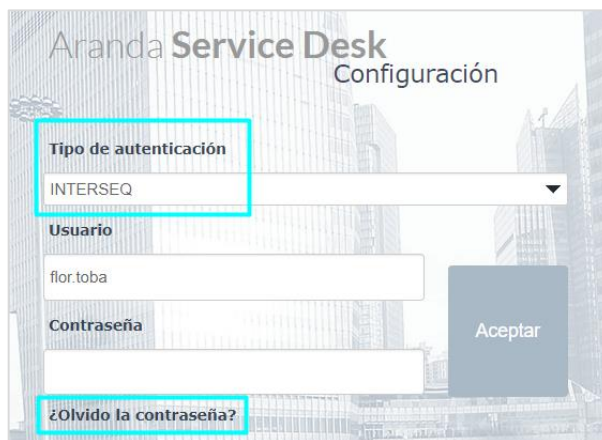 Aranda Service Desk
Configuración
Tipo de autenticación
INTERSEQ
Usuario
flor.toba
Contraseña
Aceptar
¿Olvido la contraseña?